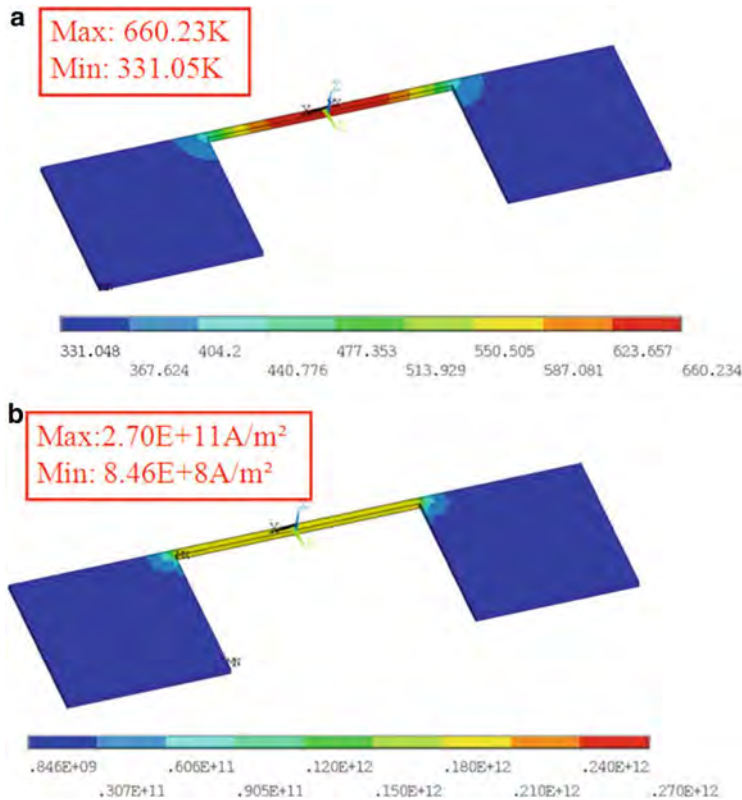 a
Max: 660.23K
Min: 331.05K
X
331.048 404.2 477.353 550.505 623.657
367.624 440.776 513.929 587.081 660.234
b
Max:2.70E+11A/m²
Min: 8.46E+8A/m²
X
.846E+09 .606E+11 .120E+12 .180E+12 .240E+12
.307E+11 .905E+11 .150E+12 .210E+12 .270E+12